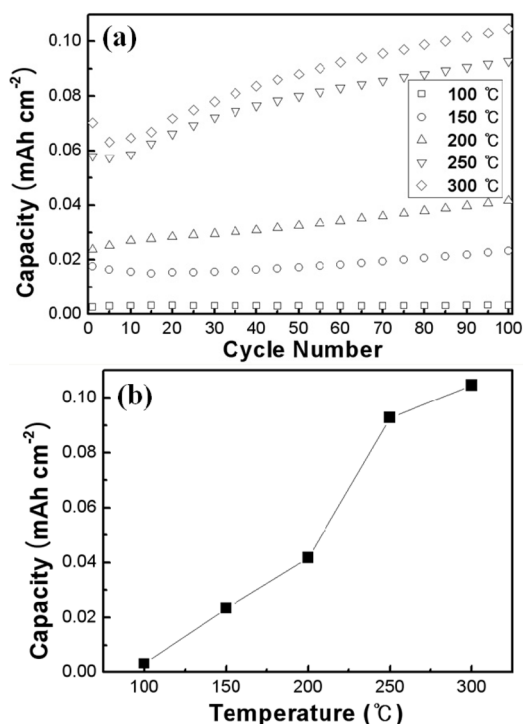 (a)
Capacity (mAh cm-2)
0.10
0.08
0.06
0.04
0.02
0.00
100 ℃
150 ℃
200 ℃
250 ℃
300 ℃
0 10 20 30 40 50 60 70 80 90 100
Cycle Number
(b)
Capacity (mAh cm-2)
0.10
0.08
0.06
0.04
0.02
0.00
100 150 200 250 300
Temperature (℃)